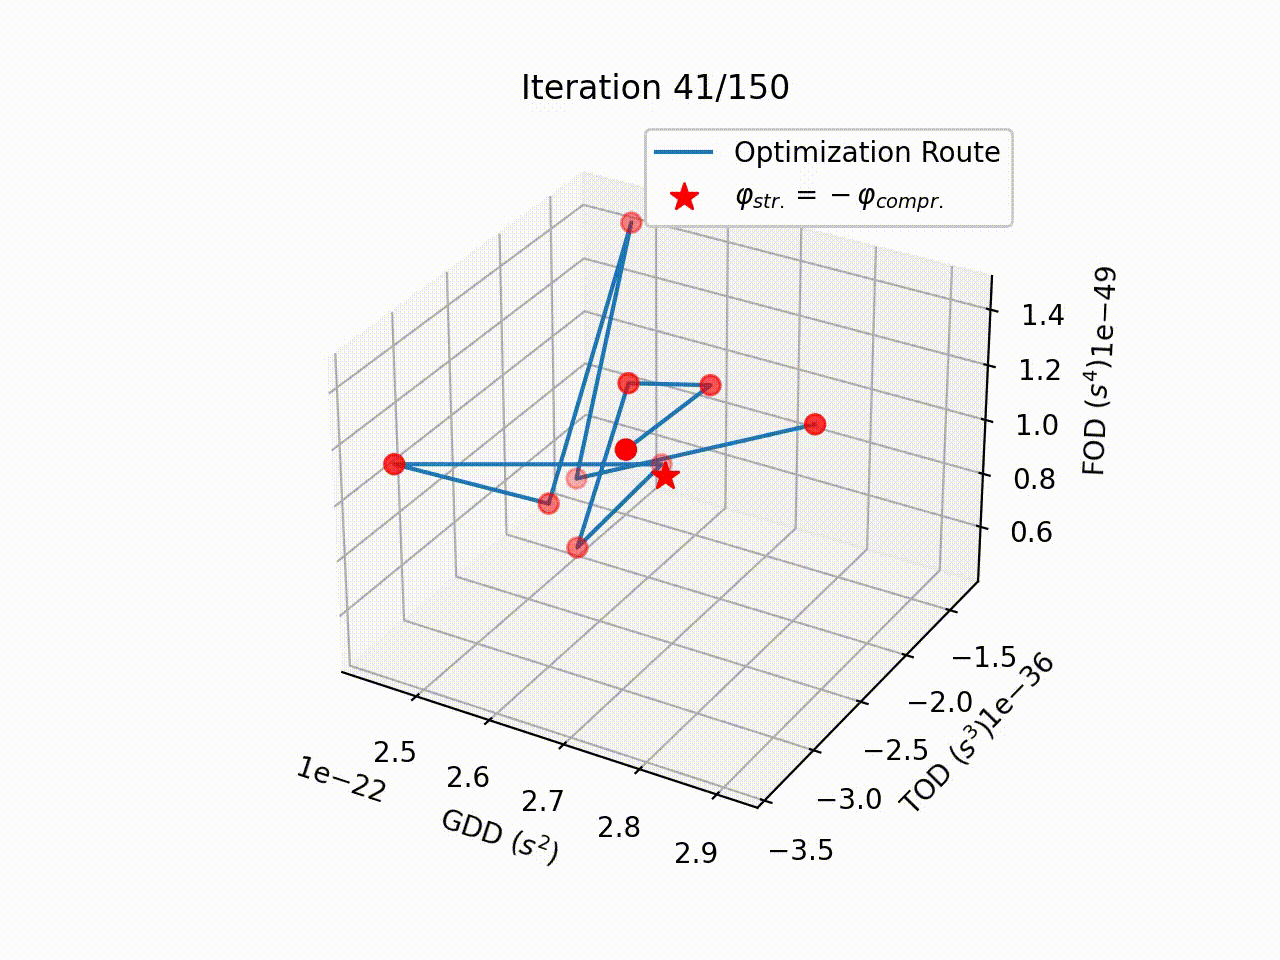 Iteration 41/150
Optimization Route
φstr. = −φcompr.
1.4
1.2
1.0
0.8
0.6
FOD (s⁴)1e−49
−1.5
−2.0
−2.5
−3.0
−3.5
TOD (s³)1e−36
2.5
2.6
2.7
2.8
2.9
1e−22
GDD (s²)